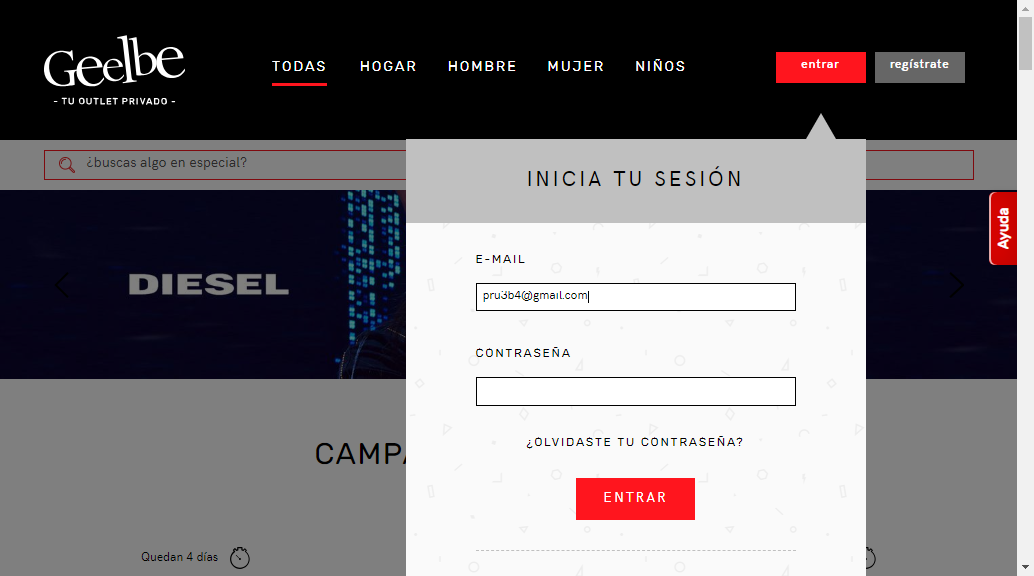 Geelbe
- TU OUTLET PRIVADO -
TODAS HOGAR HOMBRE MUJER NIÑOS
entrar regístrate
¿buscas algo en especial?
INICIA TU SESIÓN
Ayuda
E-MAIL
DIESEL
pru3b4@gmail.com
CONTRASEÑA
¿OLVIDASTE TU CONTRASEÑA?
CAMPA
ENTRAR
Quedan 4 días